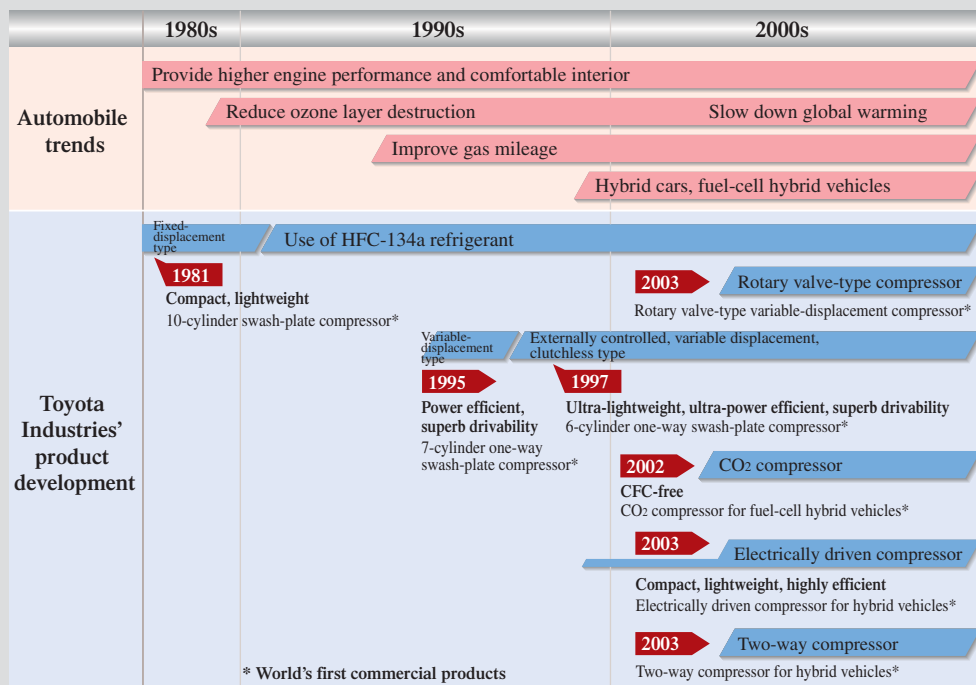 1980s 1990s 2000s
Automobile
trends
Provide higher engine performance and comfortable interior
Reduce ozone layer destruction Slow down global warming
Improve gas mileage
Hybrid cars, fuel-cell hybrid vehicles
Toyota
Industries’
product
development
Fixed-
displacement
type
Use of HFC-134a refrigerant
1981
Compact, lightweight
10-cylinder swash-plate compressor*
2003 Rotary valve-type compressor
Rotary valve-type variable-displacement compressor*
Variable-
displacement
type
Externally controlled, variable displacement,
clutchless type
1995
Power efficient,
superb drivability
7-cylinder one-way
swash-plate compressor*
1997
Ultra-lightweight, ultra-power efficient, superb drivability
6-cylinder one-way swash-plate compressor*
2002 CO2 compressor
CFC-free
CO2 compressor for fuel-cell hybrid vehicles*
2003 Electrically driven compressor
Compact, lightweight, highly efficient
Electrically driven compressor for hybrid vehicles*
2003 Two-way compressor
Two-way compressor for hybrid vehicles*
* World’s first commercial products